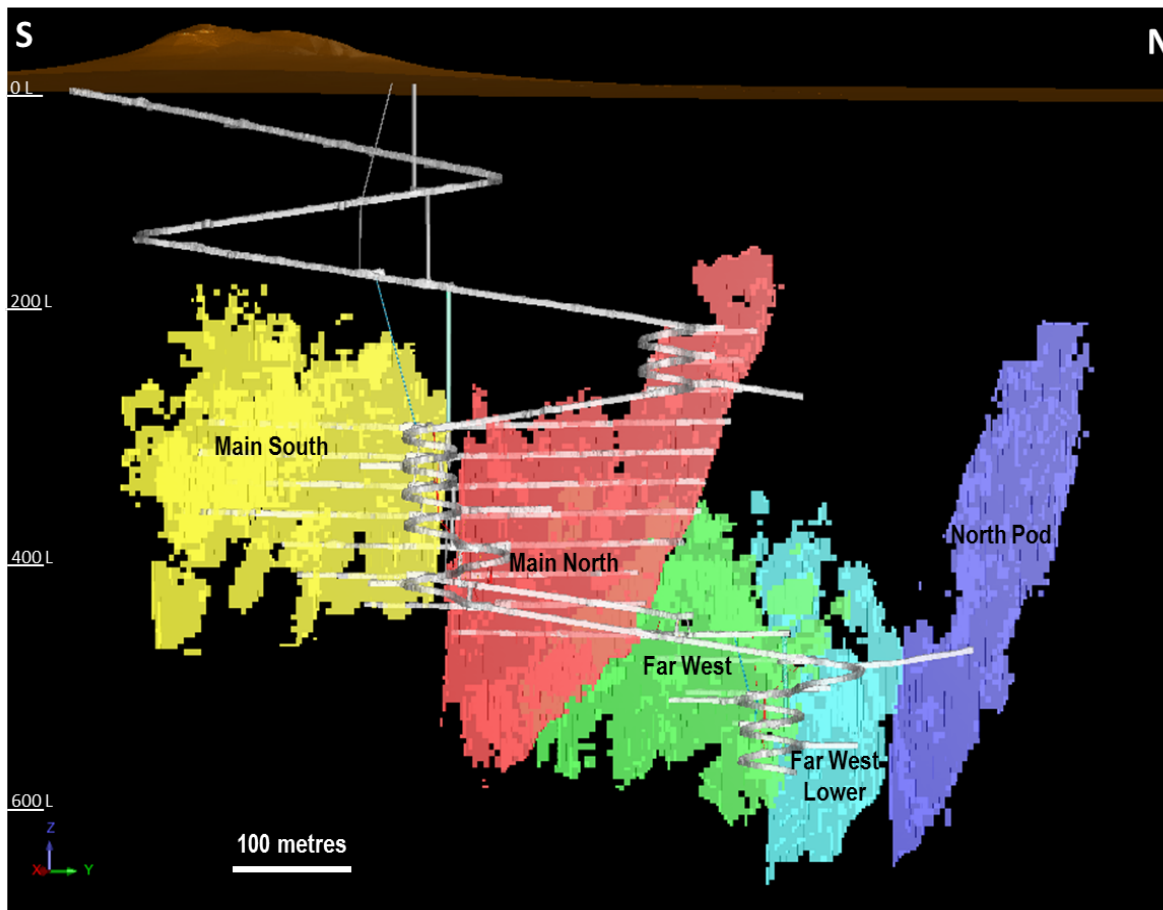 S
N
0 L
200 L
Main South
400 L
Main North
North Pod
Far West
Far West
Lower
600 L
100 metres
Z
X
Y